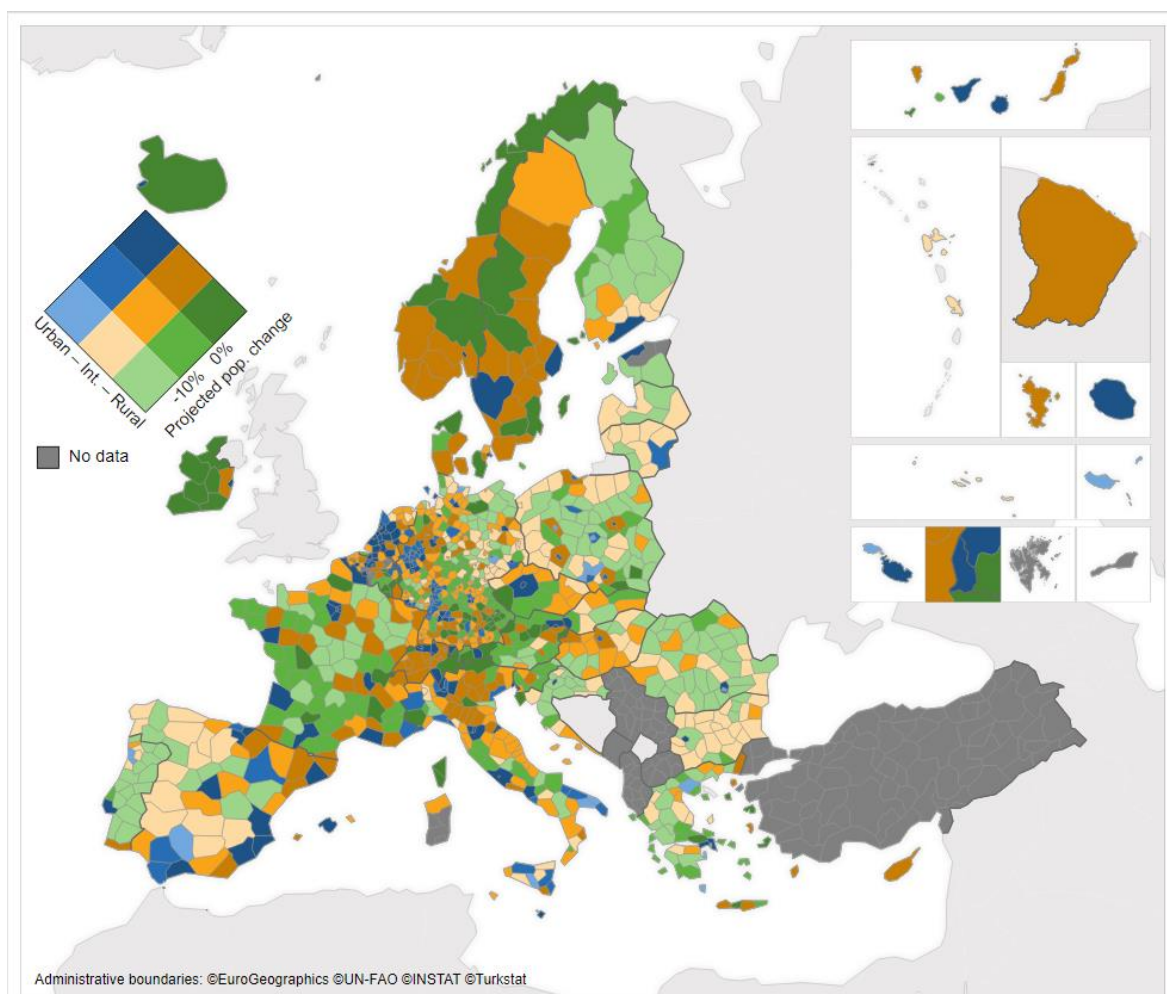 Urban – Int. – Rural
-10% 0%
Projected pop. change
No data
Administrative boundaries: ©EuroGeographics ©UN-FAO ©INSTAT ©Turkstat